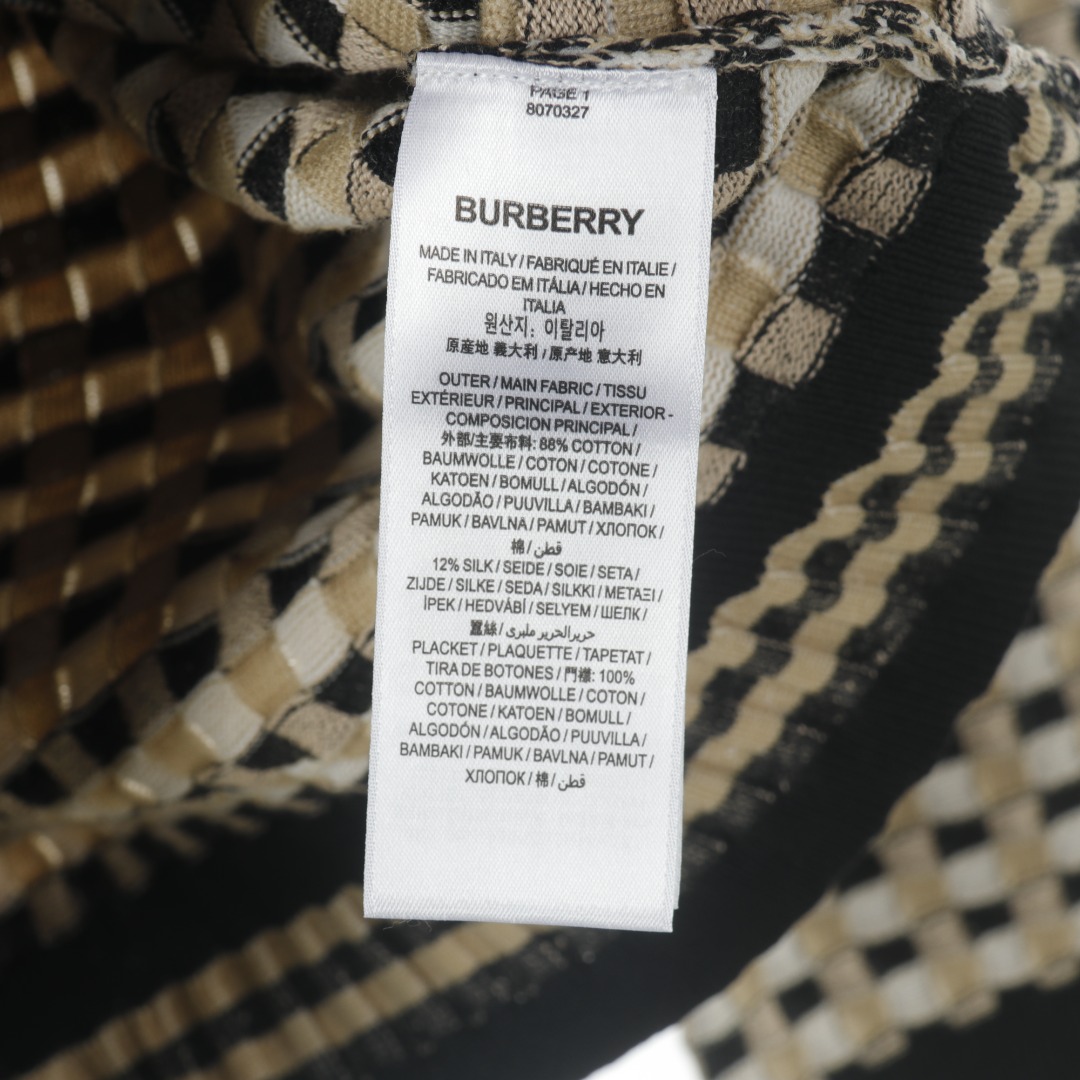 PAGE 1
8070327
BURBERRY
MADE IN ITALY / FABRIQUÉ EN ITALIE /
FABRICADO EM ITÁLIA / HECHO EN
ITALIA
원산지: 이탈리아
原産地 義大利 / 原产地 意大利
OUTER / MAIN FABRIC / TISSU
EXTÉRIEUR / PRINCIPAL / EXTERIOR -
COMPOSICION PRINCIPAL /
外部/主要布料: 88% COTTON /
BAUMWOLLE / COTON / COTONE /
KATOEN / BOMULL / ALGODÓN /
ALGODÃO / PUUVILLA / BAMBAKI /
PAMUK / BAVLNA / PAMUT / ХЛОПОК /
棉 / قطن
12% SILK / SEIDE / SOIE / SETA /
ZIJDE / SILKE / SEDA / SILKKI / METAΞI /
İPEK / HEDVÁBÍ / SELYEM / ШЕЛК /
蠶絲 / حرير/الحرير ملبرى
PLACKET / PLAQUETTE / TAPETAT /
TIRA DE BOTONES / 門襟: 100%
COTTON / BAUMWOLLE / COTON /
COTONE / KATOEN / BOMULL /
ALGODÓN / ALGODÃO / PUUVILLA /
BAMBAKI / PAMUK / BAVLNA / PAMUT /
ХЛОПОК / 棉 / قطن